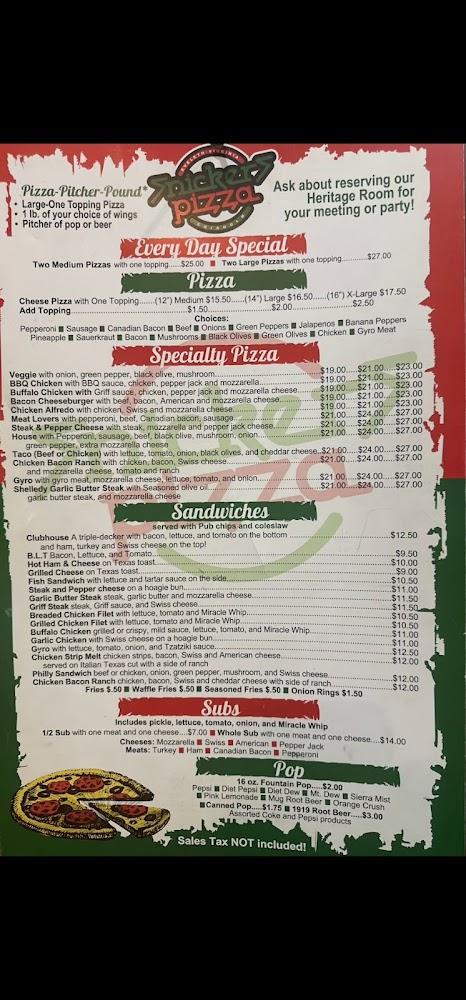 EVELETH-VIRGINIA
Snickers
pizza
Pizza-Pitcher-Pound*
• Large-One Topping Pizza
• 1 lb. of your choice of wings
• Pitcher of pop or beer
Ask about reserving our
Heritage Room for
your meeting or party!
Every Day Special
Two Medium Pizzas with one topping.....$25.00 ■ Two Large Pizzas with one topping...........$27.00
Pizza
Cheese Pizza with One Topping.......(12") Medium $15.50......(14") Large $16.50......(16") X-Large $17.50
Add Topping...........$1.50...........$2.00...........$2.50
Choices:
Pepperoni ■ Sausage ■ Canadian Bacon ■ Beef ■ Onions ■ Green Peppers ■ Jalapenos ■ Banana Peppers
Pineapple ■ Sauerkraut ■ Bacon ■ Mushrooms ■ Black Olives ■ Green Olives ■ Chicken ■ Gyro Meat
Specialty Pizza
Veggie with onion, green pepper, black olive, mushroom...........$19.00.....$21.00.....$23.00
BBQ Chicken with BBQ sauce, chicken, pepper jack and mozzarella...........$19.00.....$21.00.....$23.00
Buffalo Chicken with Griff sauce, chicken, pepper jack and mozzarella cheese...........$19.00.....$21.00.....$23.00
Bacon Cheeseburger with beef, bacon, American and mozzarella cheese...........$19.00.....$21.00.....$23.00
Chicken Alfredo with chicken, Swiss and mozzarella cheese...........$19.00.....$21.00.....$23.00
Meat Lovers with pepperoni, beef, Canadian bacon, sausage...........$21.00.....$24.00.....$27.00
Steak & Pepper Cheese with steak, mozzarella and pepper jack cheese...........$21.00.....$24.00.....$27.00
House with Pepperoni, sausage, beef, black olive, mushroom, onion...........$21.00.....$24.00.....$27.00
green pepper, extra mozzarella cheese
Taco (Beef or Chicken) with lettuce, tomato, onion, black olives, and cheddar cheese..$21.00.....$24.00.....$27.00
Chicken Bacon Ranch with chicken, bacon, Swiss cheese...........$21.00.....$24.00.....$27.00
and mozzarella cheese, tomato and ranch
Gyro with gyro meat, mozzarella cheese, lettuce, tomato, and onion...........$21.00.....$24.00.....$27.00
Shelledy Garlic Butter Steak with Seasoned olive oil...........$21.00.....$24.00.....$27.00
garlic butter steak, and mozzarella cheese
Sandwiches
served with Pub chips and coleslaw
Clubhouse A triple-decker with bacon, lettuce, and tomato on the bottom...........$12.50
and ham, turkey and Swiss cheese on the top!
B.L.T Bacon, Lettuce, and Tomato...........$9.50
Hot Ham & Cheese on Texas toast...........$10.00
Grilled Cheese on Texas toast...........$9.00
Fish Sandwich with lettuce and tartar sauce on the side...........$10.50
Steak and Pepper cheese on a hoagie bun...........$11.00
Garlic Butter Steak steak, garlic butter and mozzarella cheese...........$11.50
Griff Steak steak, Griff sauce, and Swiss cheese...........$11.50
Breaded Chicken Filet with lettuce, tomato and Miracle Whip...........$10.50
Grilled Chicken Filet with lettuce, tomato and Miracle Whip...........$10.50
Buffalo Chicken grilled or crispy, mild sauce, lettuce, tomato, and Miracle Whip...........$11.00
Garlic Chicken with Swiss cheese on a hoagie bun...........$11.00
Gyro with lettuce, tomato, onion, and Tzatziki sauce...........$12.50
Chicken Strip Melt chicken strips, bacon, Swiss and American cheese...........$12.00
served on Italian Texas cut with a side of ranch
Philly Sandwich beef or chicken, onion, green pepper, mushroom, and Swiss cheese...........$12.00
Chicken Bacon Ranch chicken, bacon, Swiss and cheddar cheese with side of ranch...........$12.00
Fries $.50 ■ Waffle Fries $.50 ■ Seasoned Fries $.50 ■ Onion Rings $1.50
Subs
Includes pickle, lettuce, tomato, onion, and Miracle Whip
1/2 Sub with one meat and one cheese....$7.00 ■ Whole Sub with one meat and one cheese....$14.00
Cheeses: Mozzarella ■ Swiss ■ American ■ Pepper Jack
Meats: Turkey ■ Ham ■ Canadian Bacon ■ Pepperoni
Pop
16 oz. Fountain Pop.....$2.00
Pepsi ■ Diet Pepsi ■ Diet Dew ■ Mt. Dew ■ Sierra Mist
■ Pink Lemonade ■ Mug Root Beer ■ Orange Crush
■ Canned Pop....$1.75 ■ 1919 Root Beer.....$3.00
Assorted Coke and Pepsi products
Sales Tax NOT included!